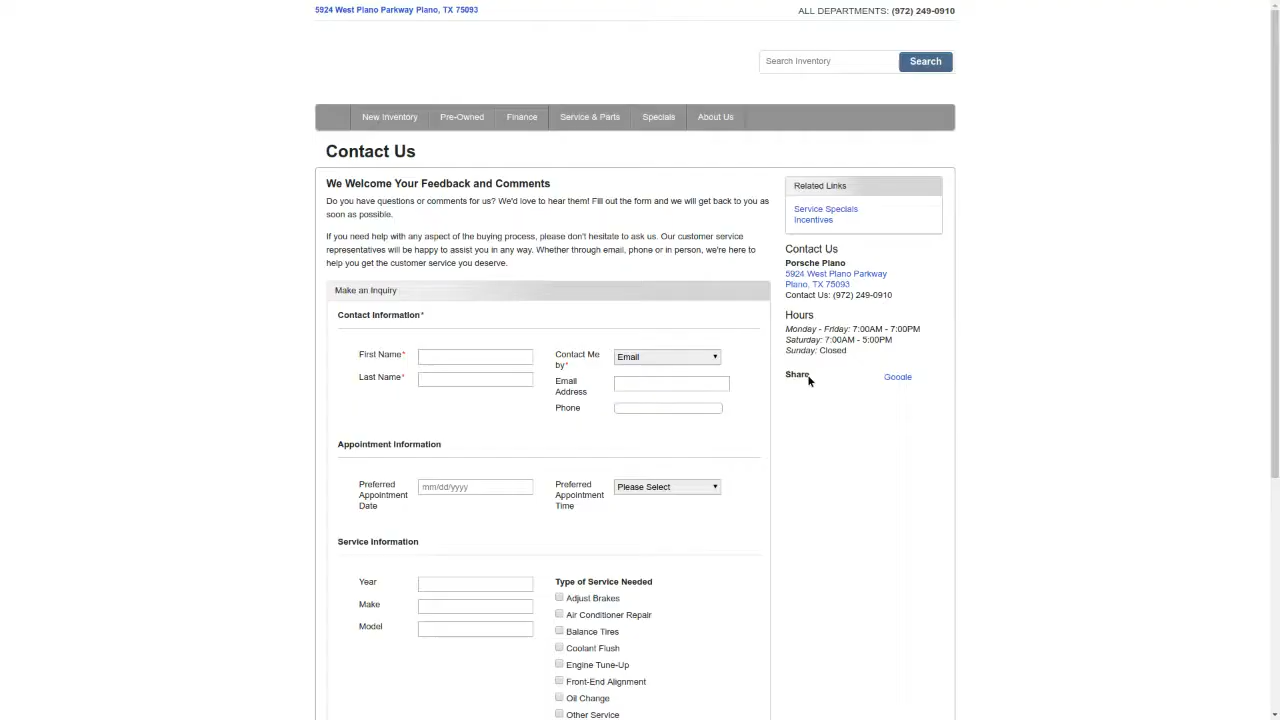 5924 West Plano Parkway Plano, TX 75093
ALL DEPARTMENTS: (972) 249-0910
Search Inventory
Search
New Inventory
Pre-Owned
Finance
Service & Parts
Specials
About Us
Contact Us
We Welcome Your Feedback and Comments
Do you have questions or comments for us? We'd love to hear them! Fill out the form and we will get back to you as
soon as possible.
If you need help with any aspect of the buying process, please don't hesitate to ask us. Our customer service
representatives will be happy to assist you in any way. Whether through email, phone or in person, we're here to
help you get the customer service you deserve.
Make an Inquiry
Contact Information*
First Name*
Last Name*
Contact Me
by*
Email
Email
Address
Phone
Appointment Information
Preferred
Appointment
Date
mm/dd/yyyy
Preferred
Appointment
Time
Please Select
Service Information
Year
Make
Model
Type of Service Needed
Adjust Brakes
Air Conditioner Repair
Balance Tires
Coolant Flush
Engine Tune-Up
Front-End Alignment
Oil Change
Other Service
Related Links
Service Specials
Incentives
Contact Us
Porsche Plano
5924 West Plano Parkway
Plano, TX 75093
Contact Us: (972) 249-0910
Hours
Monday - Friday: 7:00AM - 7:00PM
Saturday: 7:00AM - 5:00PM
Sunday: Closed
Share
Google